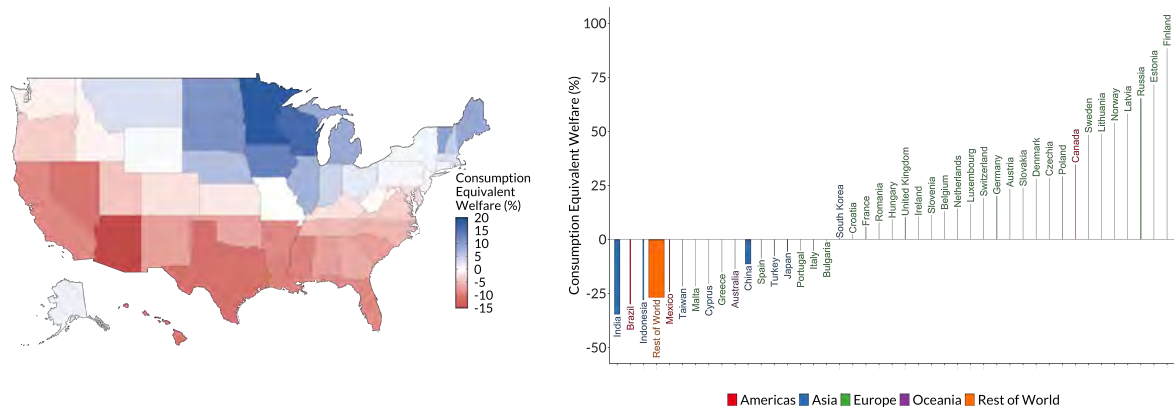 Consumption
Equivalent
Welfare (%)
20
15
10
5
0
-5
-10
-15
Consumption Equivalent Welfare (%)
100
75
50
25
0
-25
-50
India
Brazil
Indonesia
Rest of World
Mexico
Taiwan
Malta
Cyprus
Greece
Australia
China
Spain
Turkey
Japan
Portugal
Italy
Bulgaria
South Korea
Croatia
France
Romania
Hungary
United Kingdom
Ireland
Slovenia
Belgium
Netherlands
Luxembourg
Switzerland
Germany
Austria
Slovakia
Denmark
Czechia
Poland
Canada
Sweden
Lithuania
Norway
Latvia
Russia
Estonia
Finland
Americas Asia Europe Oceania Rest of World